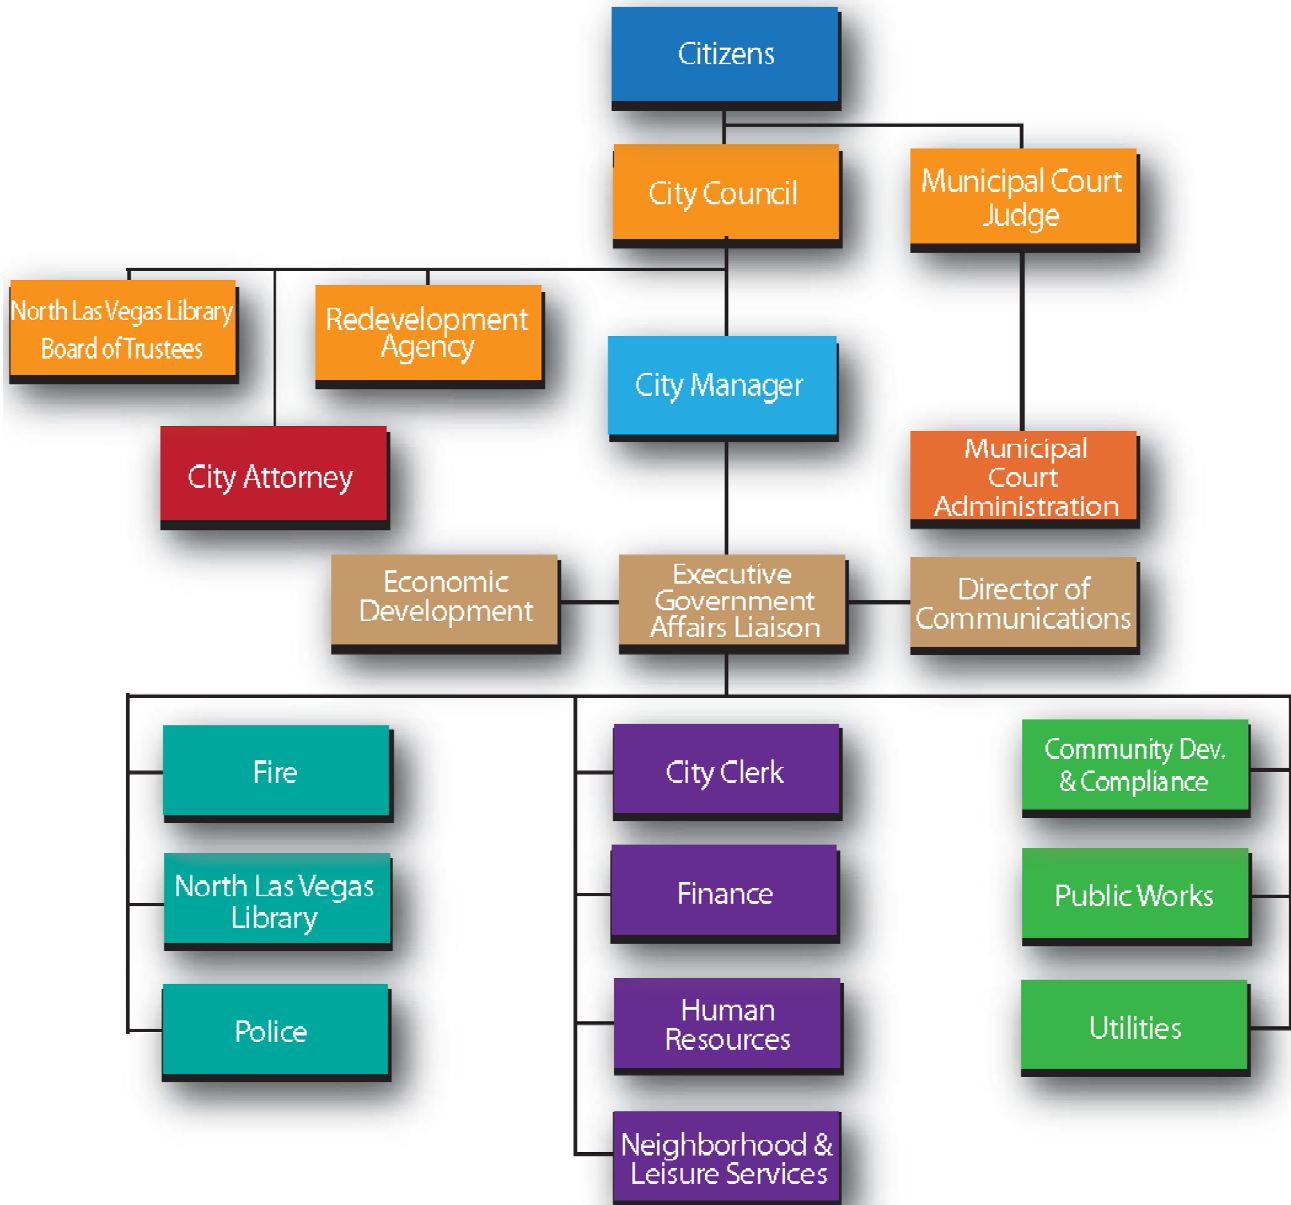 Citizens
City Council
Municipal Court
Judge
North Las Vegas Library
Board of Trustees
Redevelopment
Agency
City Manager
City Attorney
Municipal
Court
Administration
Economic
Development
Executive
Government
Affairs Liaison
Director of
Communications
Fire
City Clerk
Community Dev.
& Compliance
North Las Vegas
Library
Finance
Public Works
Police
Human
Resources
Utilities
Neighborhood &
Leisure Services